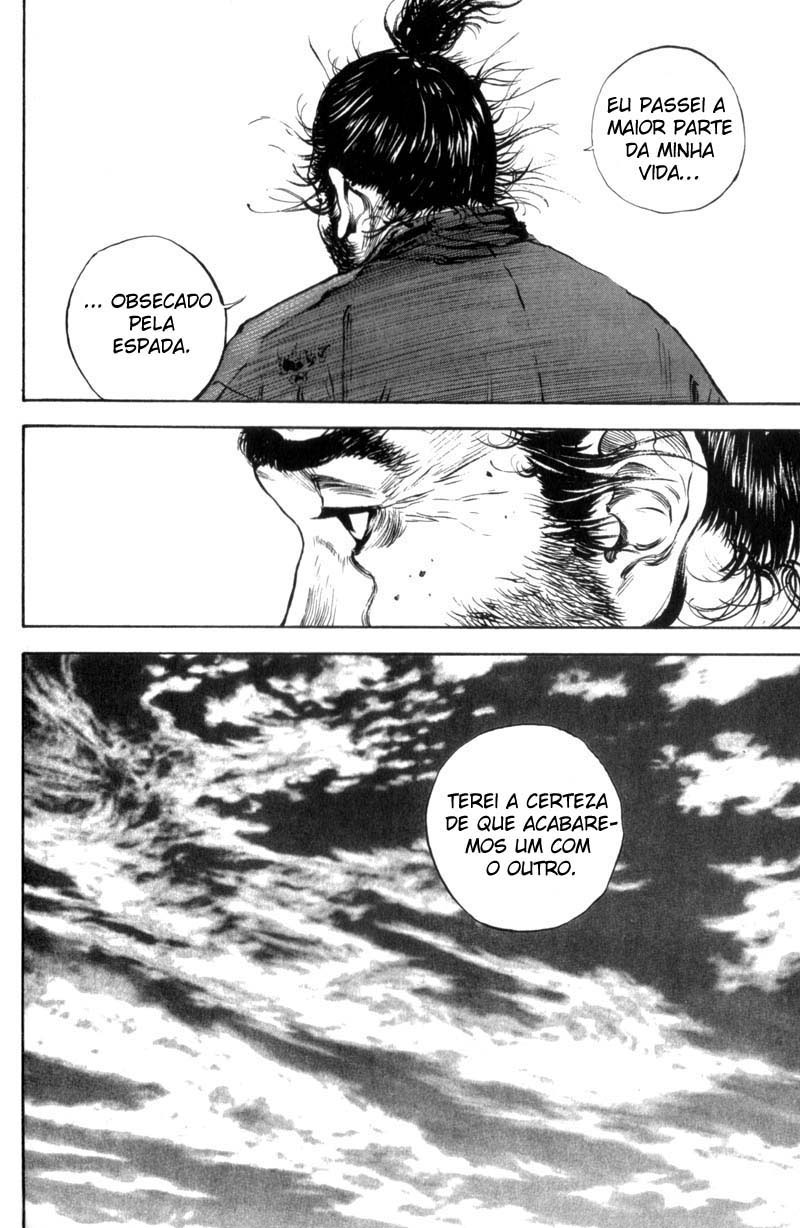 EU PASSEI A
MAIOR PARTE
DA MINHA
VIDA...
... OBSECADO
PELA
ESPADA.
TEREI A CERTEZA
DE QUE ACABARE-
MOS UM COM
O OUTRO.